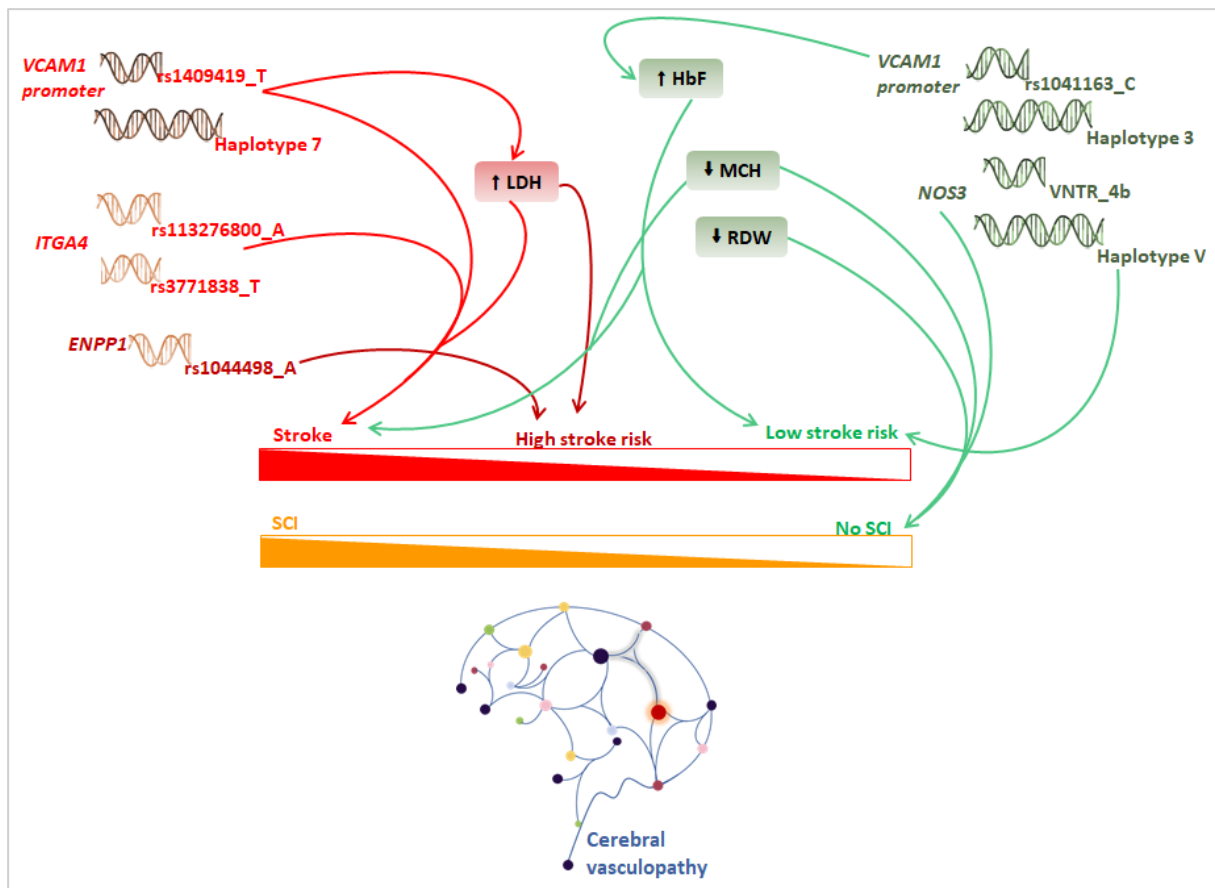 VCAM1
promoter
rs1409419_T
Haplotype 7
ITGA4
rs113276800_A
rs3771838_T
ENPP1
rs1044498_A
↑ LDH
↑ HbF
↓ MCH
↓ RDW
VCAM1
promoter
rs1041163_C
Haplotype 3
NOS3
VNTR_4b
Haplotype V
Stroke
High stroke risk
Low stroke risk
SCI
No SCI
Cerebral
vasculopathy